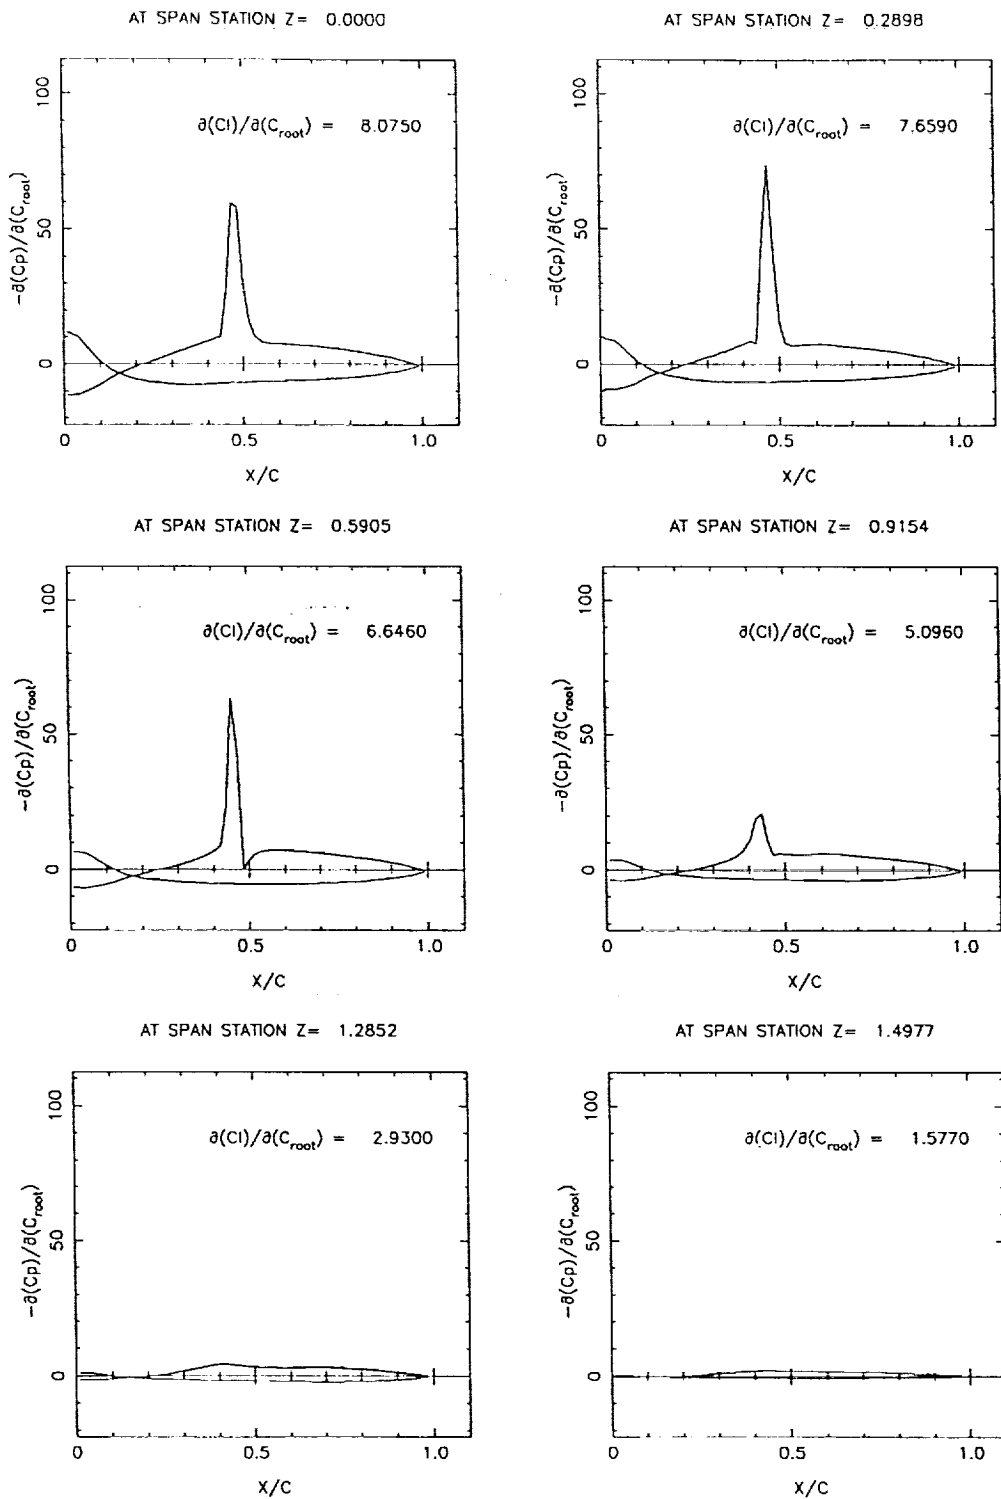 AT SPAN STATION Z= 0.0000
∂(Cl)/∂(C_root) = 8.0750
100
50
0
-∂(Cp)/∂(C_root)
0 0.5 1.0
X/C
AT SPAN STATION Z= 0.2898
∂(Cl)/∂(C_root) = 7.6590
100
50
0
-∂(Cp)/∂(C_root)
0 0.5 1.0
X/C
AT SPAN STATION Z= 0.5905
∂(Cl)/∂(C_root) = 6.6460
100
50
0
-∂(Cp)/∂(C_root)
0 0.5 1.0
X/C
AT SPAN STATION Z= 0.9154
∂(Cl)/∂(C_root) = 5.0960
100
50
0
-∂(Cp)/∂(C_root)
0 0.5 1.0
X/C
AT SPAN STATION Z= 1.2852
∂(Cl)/∂(C_root) = 2.9300
100
50
0
-∂(Cp)/∂(C_root)
0 0.5 1.0
X/C
AT SPAN STATION Z= 1.4977
∂(Cl)/∂(C_root) = 1.5770
100
50
0
-∂(Cp)/∂(C_root)
0 0.5 1.0
X/C